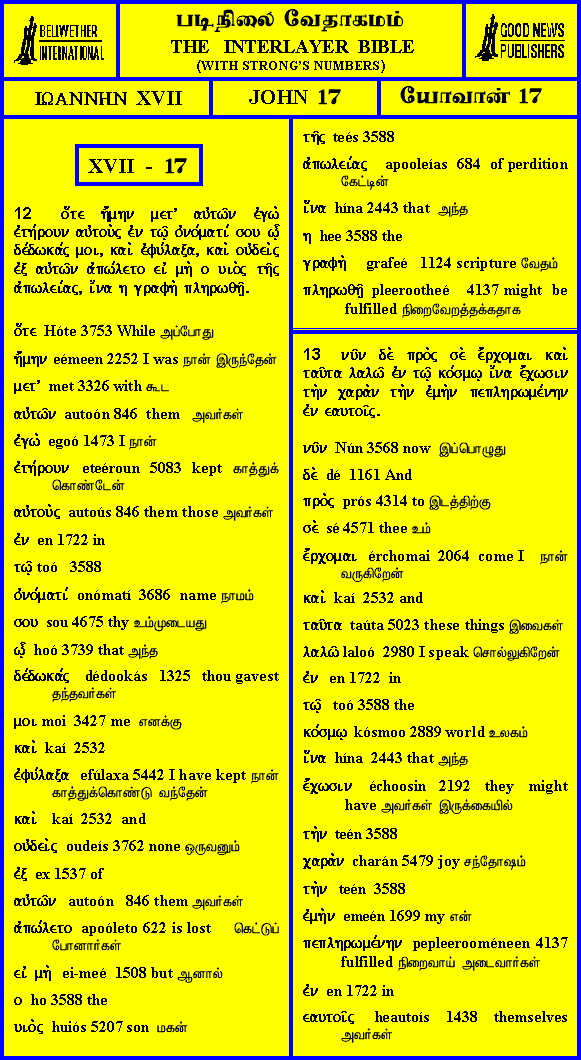 BELLWETHER
INTERNATIONAL
படிநிலை வேதாகமம்
THE INTERLAYER BIBLE
(WITH STRONG'S NUMBERS)
GOOD NEWS
PUBLISHERS
ΙΩΑΝΝΗΝ XVII
JOHN 17
யோவான் 17
XVII - 17
12 ὅτε ἤμην μετ' αὐτῶν ἐγὼ
ἐτήρουν αὐτοὺς ἐν τῷ ὀνόματί σου ᾧ
δέδωκάς μοι, καὶ ἐφύλαξα, καὶ οὐδεὶς
ἐξ αὐτῶν ἀπώλετο εἰ μὴ ο υιὸς τῆς
ἀπωλείας, ἵνα η γραφὴ πληρωθῇ.
ὅτε Hóte 3753 While அப்போது
ἤμην eémeen 2252 I was நான் இருந்தேன்
μετ' met 3326 with கூட
αὐτῶν autoón 846 them அவர்கள்
ἐγὼ egoó 1473 I நான்
ἐτήρουν eteéroun 5083 kept காத்துக்
கொண்டேன்
αὐτοὺς autoús 846 them those அவர்கள்
ἐν en 1722 in
τῷ toó 3588
ὀνόματί onómatí 3686 name நாமம்
σου sou 4675 thy உம்முடையது
ᾧ hoó 3739 that அந்த
δέδωκάς dédookás 1325 thou gavest
தந்தவர்கள்
μοι moi 3427 me எனக்கு
καὶ kaí 2532
ἐφύλαξα efúlaxa 5442 I have kept நான்
காத்துக்கொண்டு வந்தேன்
καὶ kaí 2532 and
οὐδεὶς oudeís 3762 none ஒருவனும்
ἐξ ex 1537 of
αὐτῶν autoón 846 them அவர்கள்
ἀπώλετο apoóleto 622 is lost கெட்டுப்
போனார்கள்
εἰ μὴ ei-meé 1508 but ஆனால்
ο ho 3588 the
υιὸς huiós 5207 son மகன்
τῆς teés 3588
ἀπωλείας apooleías 684 of perdition
கேட்டின்
ἵνα hína 2443 that அந்த
η hee 3588 the
γραφὴ grafeé 1124 scripture வேதம்
πληρωθῇ pleerootheé 4137 might be
fulfilled நிறைவேறத்தக்கதாக
13 νῦν δὲ πρὸς σὲ ἔρχομαι καὶ
ταῦτα λαλῶ ἐν τῷ κόσμῳ ἵνα ἔχωσιν
τὴν χαρὰν τὴν ἐμὴν πεπληρωμένην
ἐν εαυτοῖς.
νῦν Nún 3568 now இப்பொழுது
δὲ dé 1161 And
πρὸς prós 4314 to இடத்திற்கு
σὲ sé 4571 thee உம்
ἔρχομαι érchomai 2064 come I நான்
வருகிறேன்
καὶ kaí 2532 and
ταῦτα taúta 5023 these things இவைகள்
λαλῶ laloó 2980 I speak சொல்லுகிறேன்
ἐν en 1722 in
τῷ toó 3588 the
κόσμῳ kósmoo 2889 world உலகம்
ἵνα hína 2443 that அந்த
ἔχωσιν échoosin 2192 they might
have அவர்கள் இருக்கையில்
τὴν teén 3588
χαρὰν charán 5479 joy சந்தோஷம்
τὴν teén 3588
ἐμὴν emeén 1699 my என்
πεπληρωμένην pepleerooméneen 4137
fulfilled நிறைவாய் அடைவார்கள்
ἐν en 1722 in
εαυτοῖς heautoís 1438 themselves
அவர்கள்